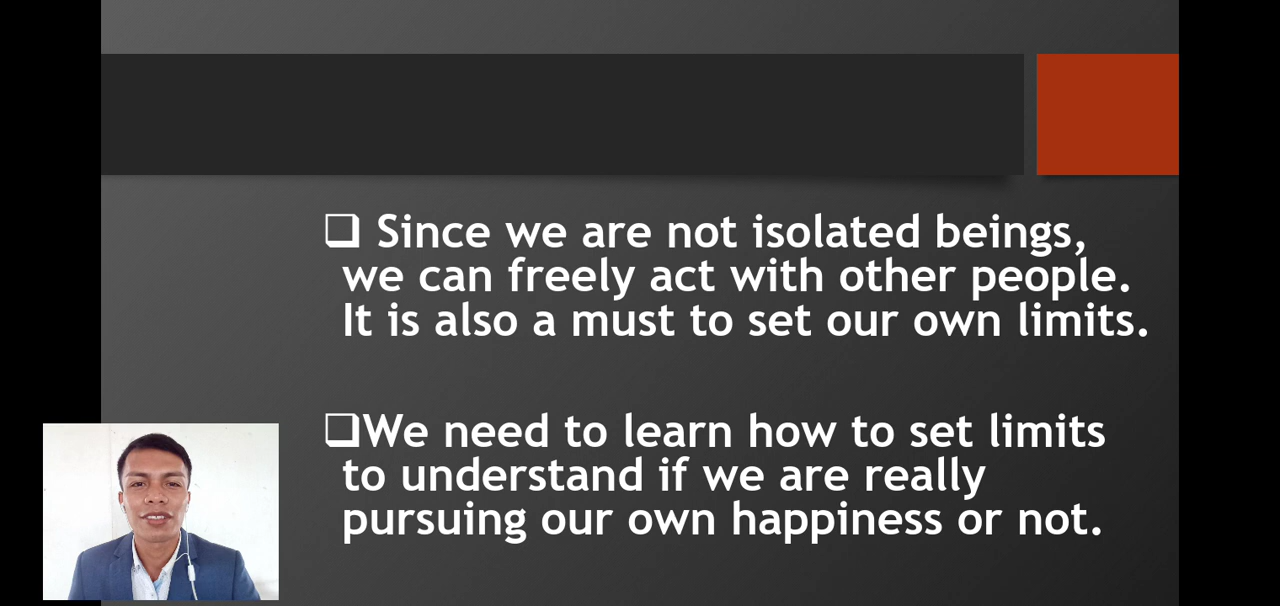 ❑ Since we are not isolated beings,
we can freely act with other people.
It is also a must to set our own limits.
❑We need to learn how to set limits
to understand if we are really
pursuing our own happiness or not.